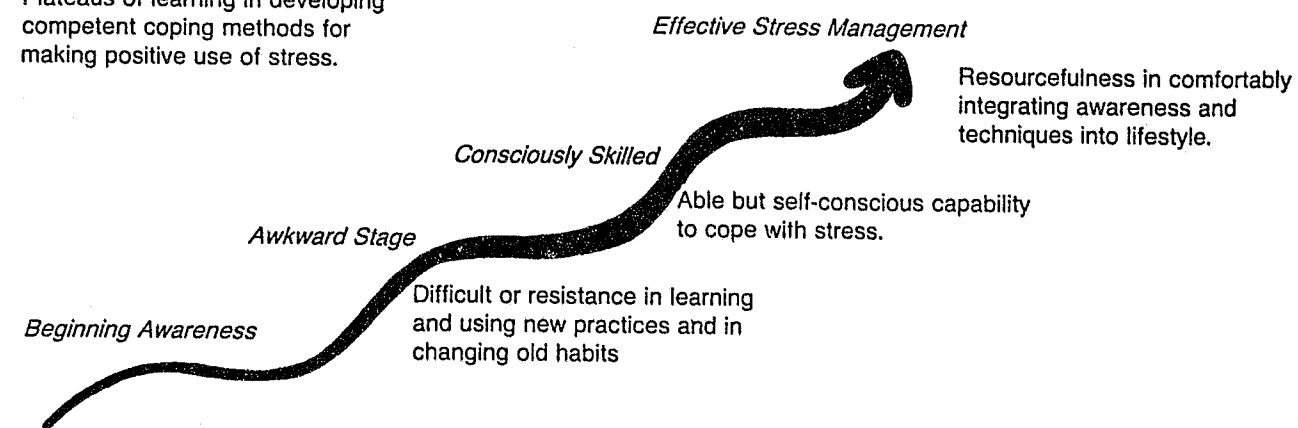 Plateaus of learning in developing
competent coping methods for
making positive use of stress.
Effective Stress Management
Resourcefulness in comfortably
integrating awareness and
techniques into lifestyle.
Consciously Skilled
Able but self-conscious capability
to cope with stress.
Awkward Stage
Difficult or resistance in learning
and using new practices and in
changing old habits
Beginning Awareness